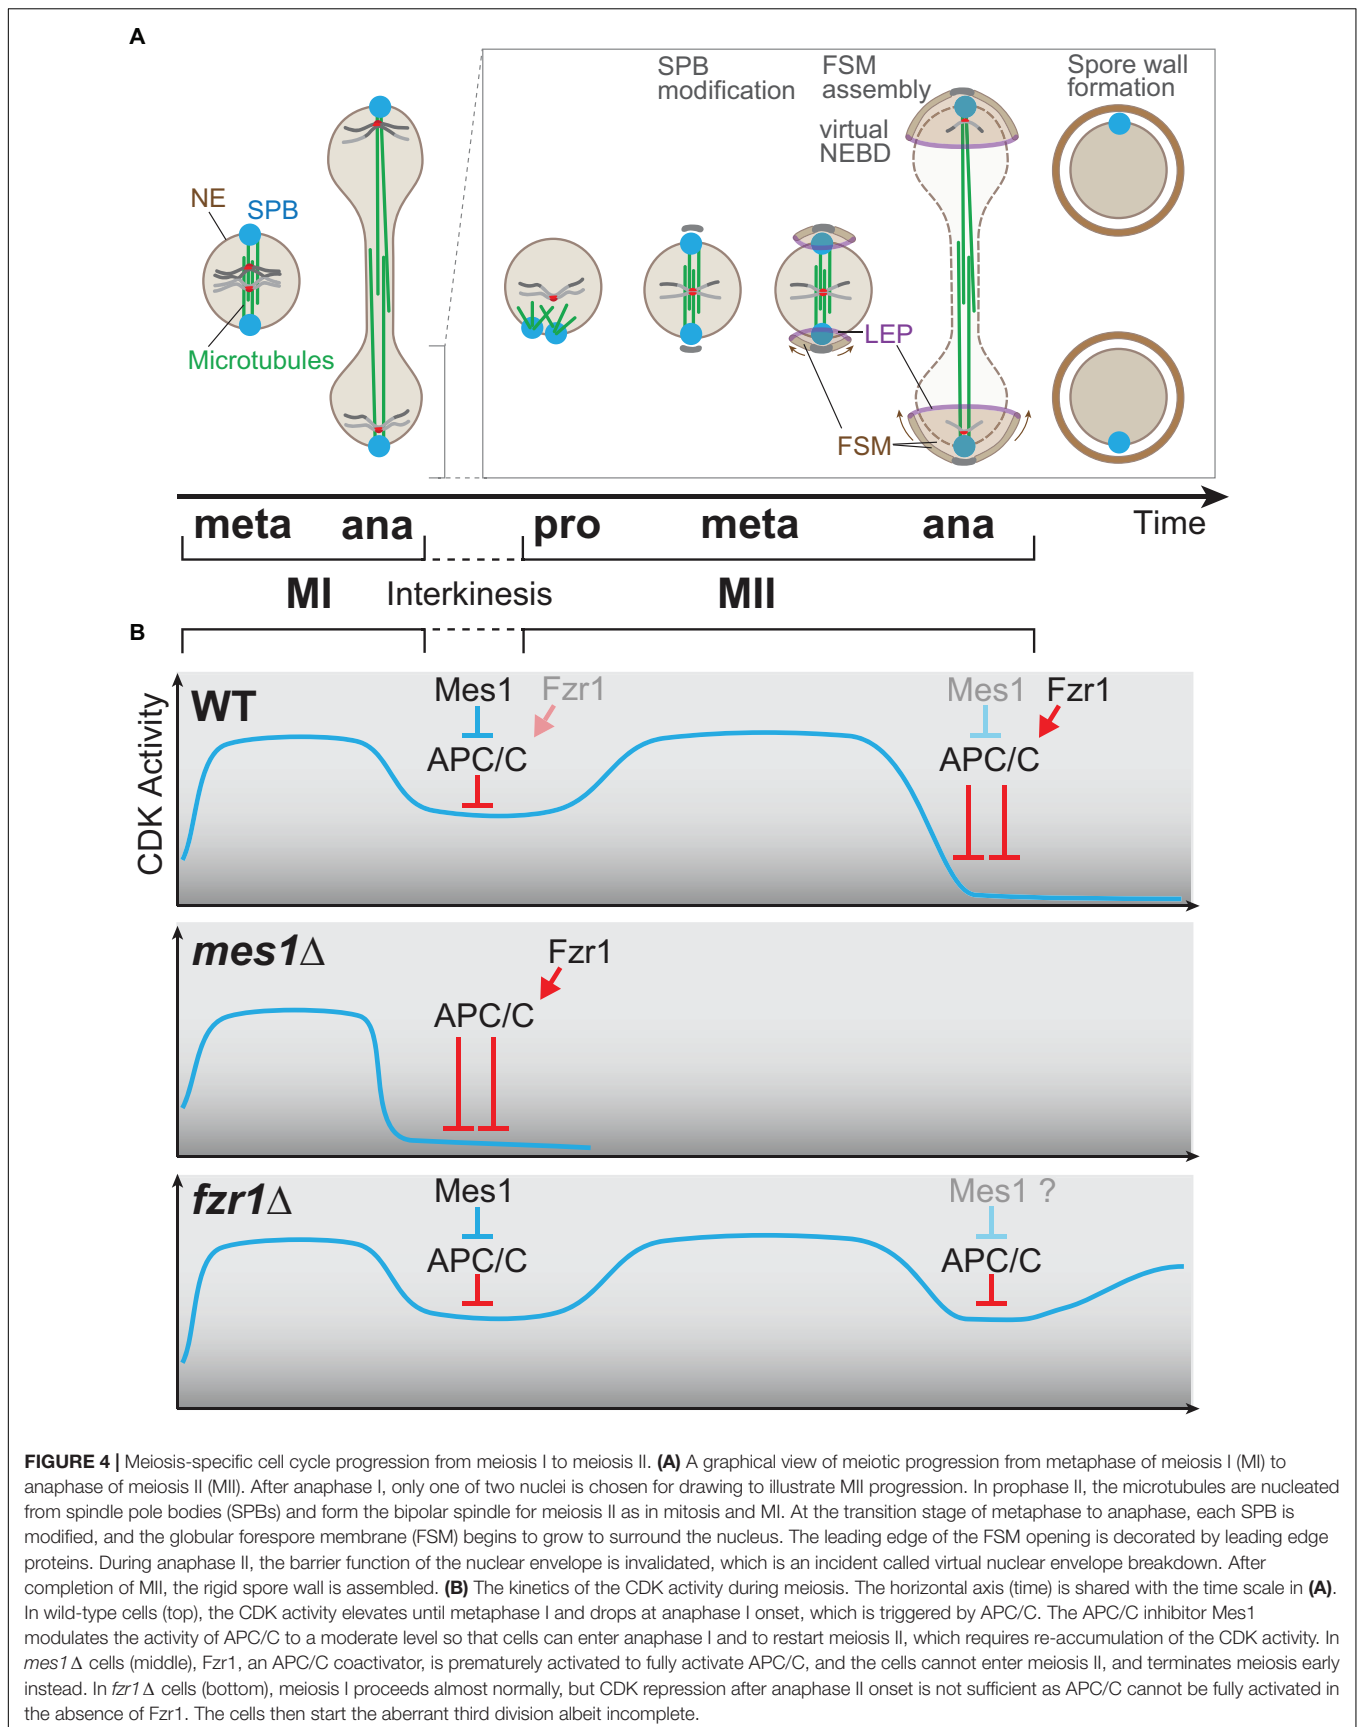 A
SPB
modification
FSM
assembly
virtual
NEBD
Spore wall
formation
NE
SPB
Microtubules
LEP
FSM
meta
ana
pro
meta
ana
Time
MI
Interkinesis
MII
B
CDK Activity
WT
Mes1
Fzr1
APC/C
Mes1
Fzr1
APC/C
mes1Δ
Fzr1
APC/C
fzr1Δ
Mes1
APC/C
Mes1 ?
APC/C
FIGURE 4 | Meiosis-specific cell cycle progression from meiosis I to meiosis II. (A) A graphical view of meiotic progression from metaphase of meiosis I (MI) to
anaphase of meiosis II (MII). After anaphase I, only one of two nuclei is chosen for drawing to illustrate MII progression. In prophase II, the microtubules are nucleated
from spindle pole bodies (SPBs) and form the bipolar spindle for meiosis II as in mitosis and MI. At the transition stage of metaphase to anaphase, each SPB is
modified, and the globular forespore membrane (FSM) begins to grow to surround the nucleus. The leading edge of the FSM opening is decorated by leading edge
proteins. During anaphase II, the barrier function of the nuclear envelope is invalidated, which is an incident called virtual nuclear envelope breakdown. After
completion of MII, the rigid spore wall is assembled. (B) The kinetics of the CDK activity during meiosis. The horizontal axis (time) is shared with the time scale in (A).
In wild-type cells (top), the CDK activity elevates until metaphase I and drops at anaphase I onset, which is triggered by APC/C. The APC/C inhibitor Mes1
modulates the activity of APC/C to a moderate level so that cells can enter anaphase I and to restart meiosis II, which requires re-accumulation of the CDK activity. In
mes1Δ cells (middle), Fzr1, an APC/C coactivator, is prematurely activated to fully activate APC/C, and the cells cannot enter meiosis II, and terminates meiosis early
instead. In fzr1Δ cells (bottom), meiosis I proceeds almost normally, but CDK repression after anaphase II onset is not sufficient as APC/C cannot be fully activated in
the absence of Fzr1. The cells then start the aberrant third division albeit incomplete.